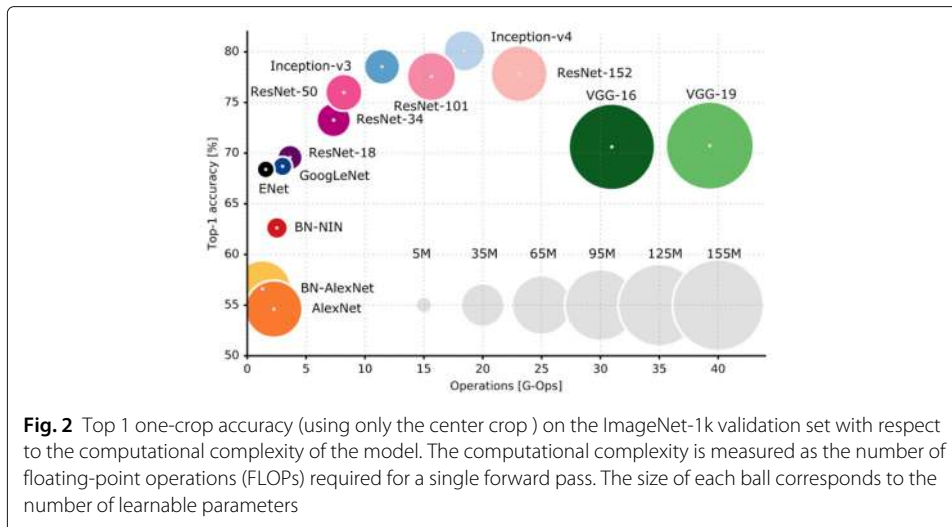 Inception-v4
80
Inception-v3
ResNet-152
ResNet-50
VGG-16
VGG-19
75
ResNet-101
ResNet-34
Top-1 accuracy [%]
70
ResNet-18
GoogLeNet
ENet
65
BN-NIN
60
5M 35M 65M 95M 125M 155M
BN-AlexNet
55
AlexNet
50
0 5 10 15 20 25 30 35 40
Operations [G-Ops]
Fig. 2 Top 1 one-crop accuracy (using only the center crop ) on the ImageNet-1k validation set with respect
to the computational complexity of the model. The computational complexity is measured as the number of
floating-point operations (FLOPs) required for a single forward pass. The size of each ball corresponds to the
number of learnable parameters